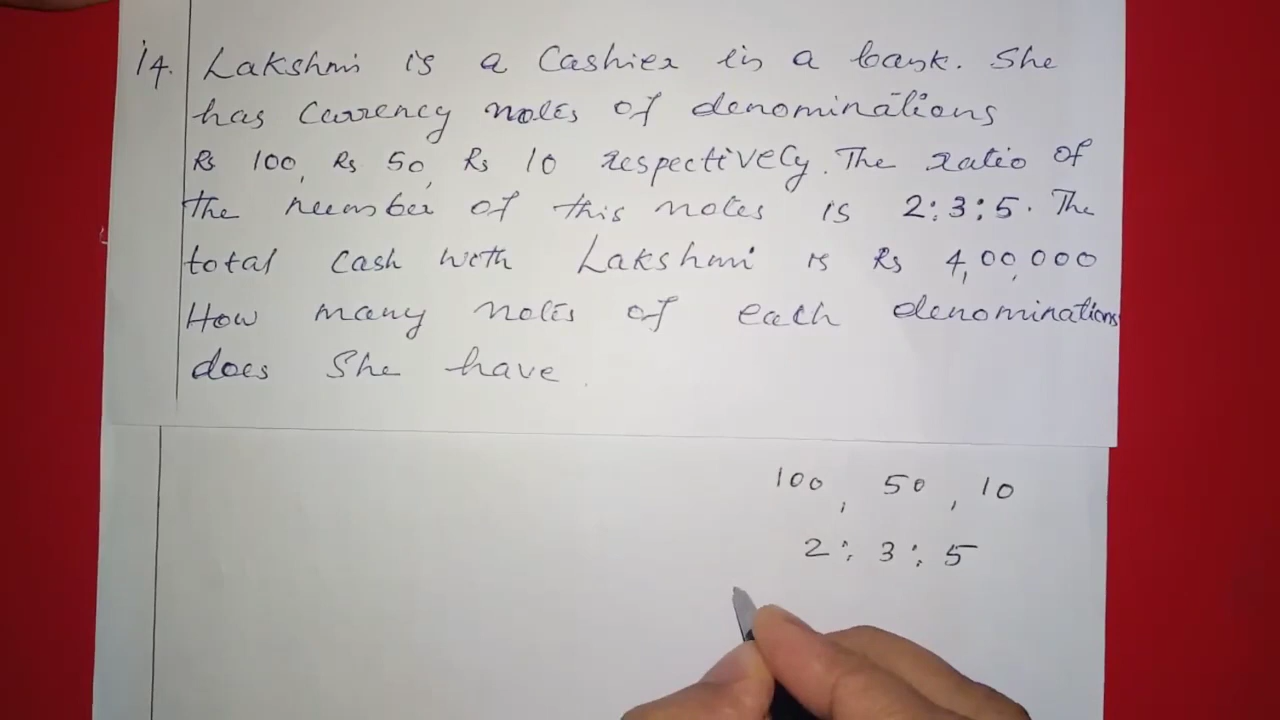 14. Lakshmi is a Cashier in a bank. She
has Currency notes of denominations
Rs 100, Rs 50, Rs 10 respectively. The ratio of
the number of this notes is 2:3:5. The
total cash with Lakshmi is Rs 4,00,000
How many notes of each denominations
does She have.
100, 50, 10
2:3:5